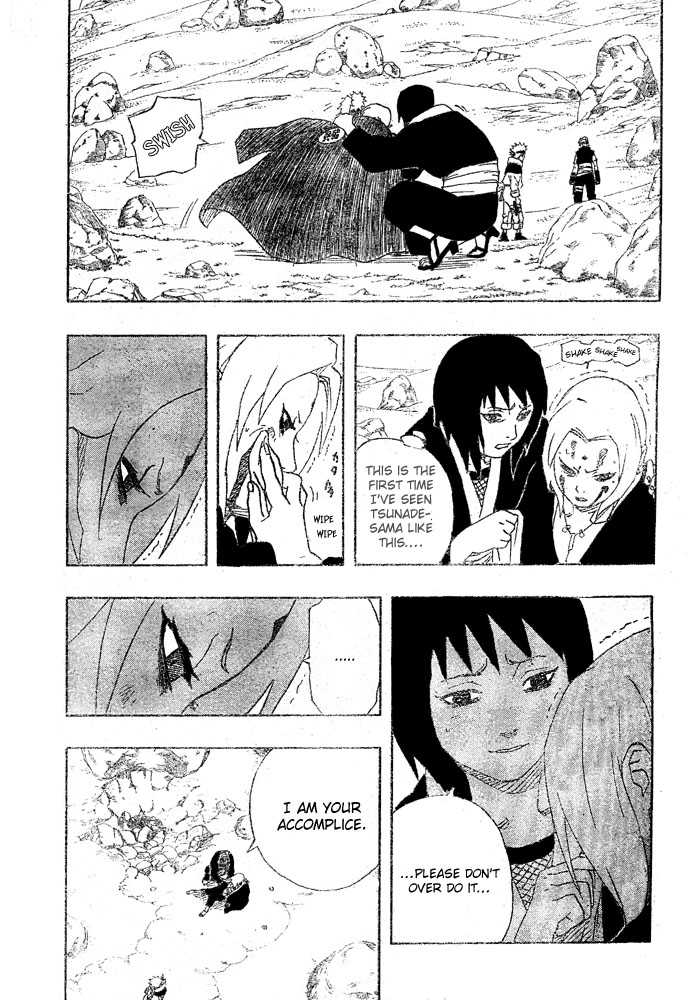 SWISH
SHAKE SHAKE SHAKE
THIS IS THE
FIRST TIME
I'VE SEEN
TSUNADE-
SAMA LIKE
THIS....
WIPE
WIPE
...PLEASE DON'T
OVER DO IT...
.....
I AM YOUR
ACCOMPLICE.